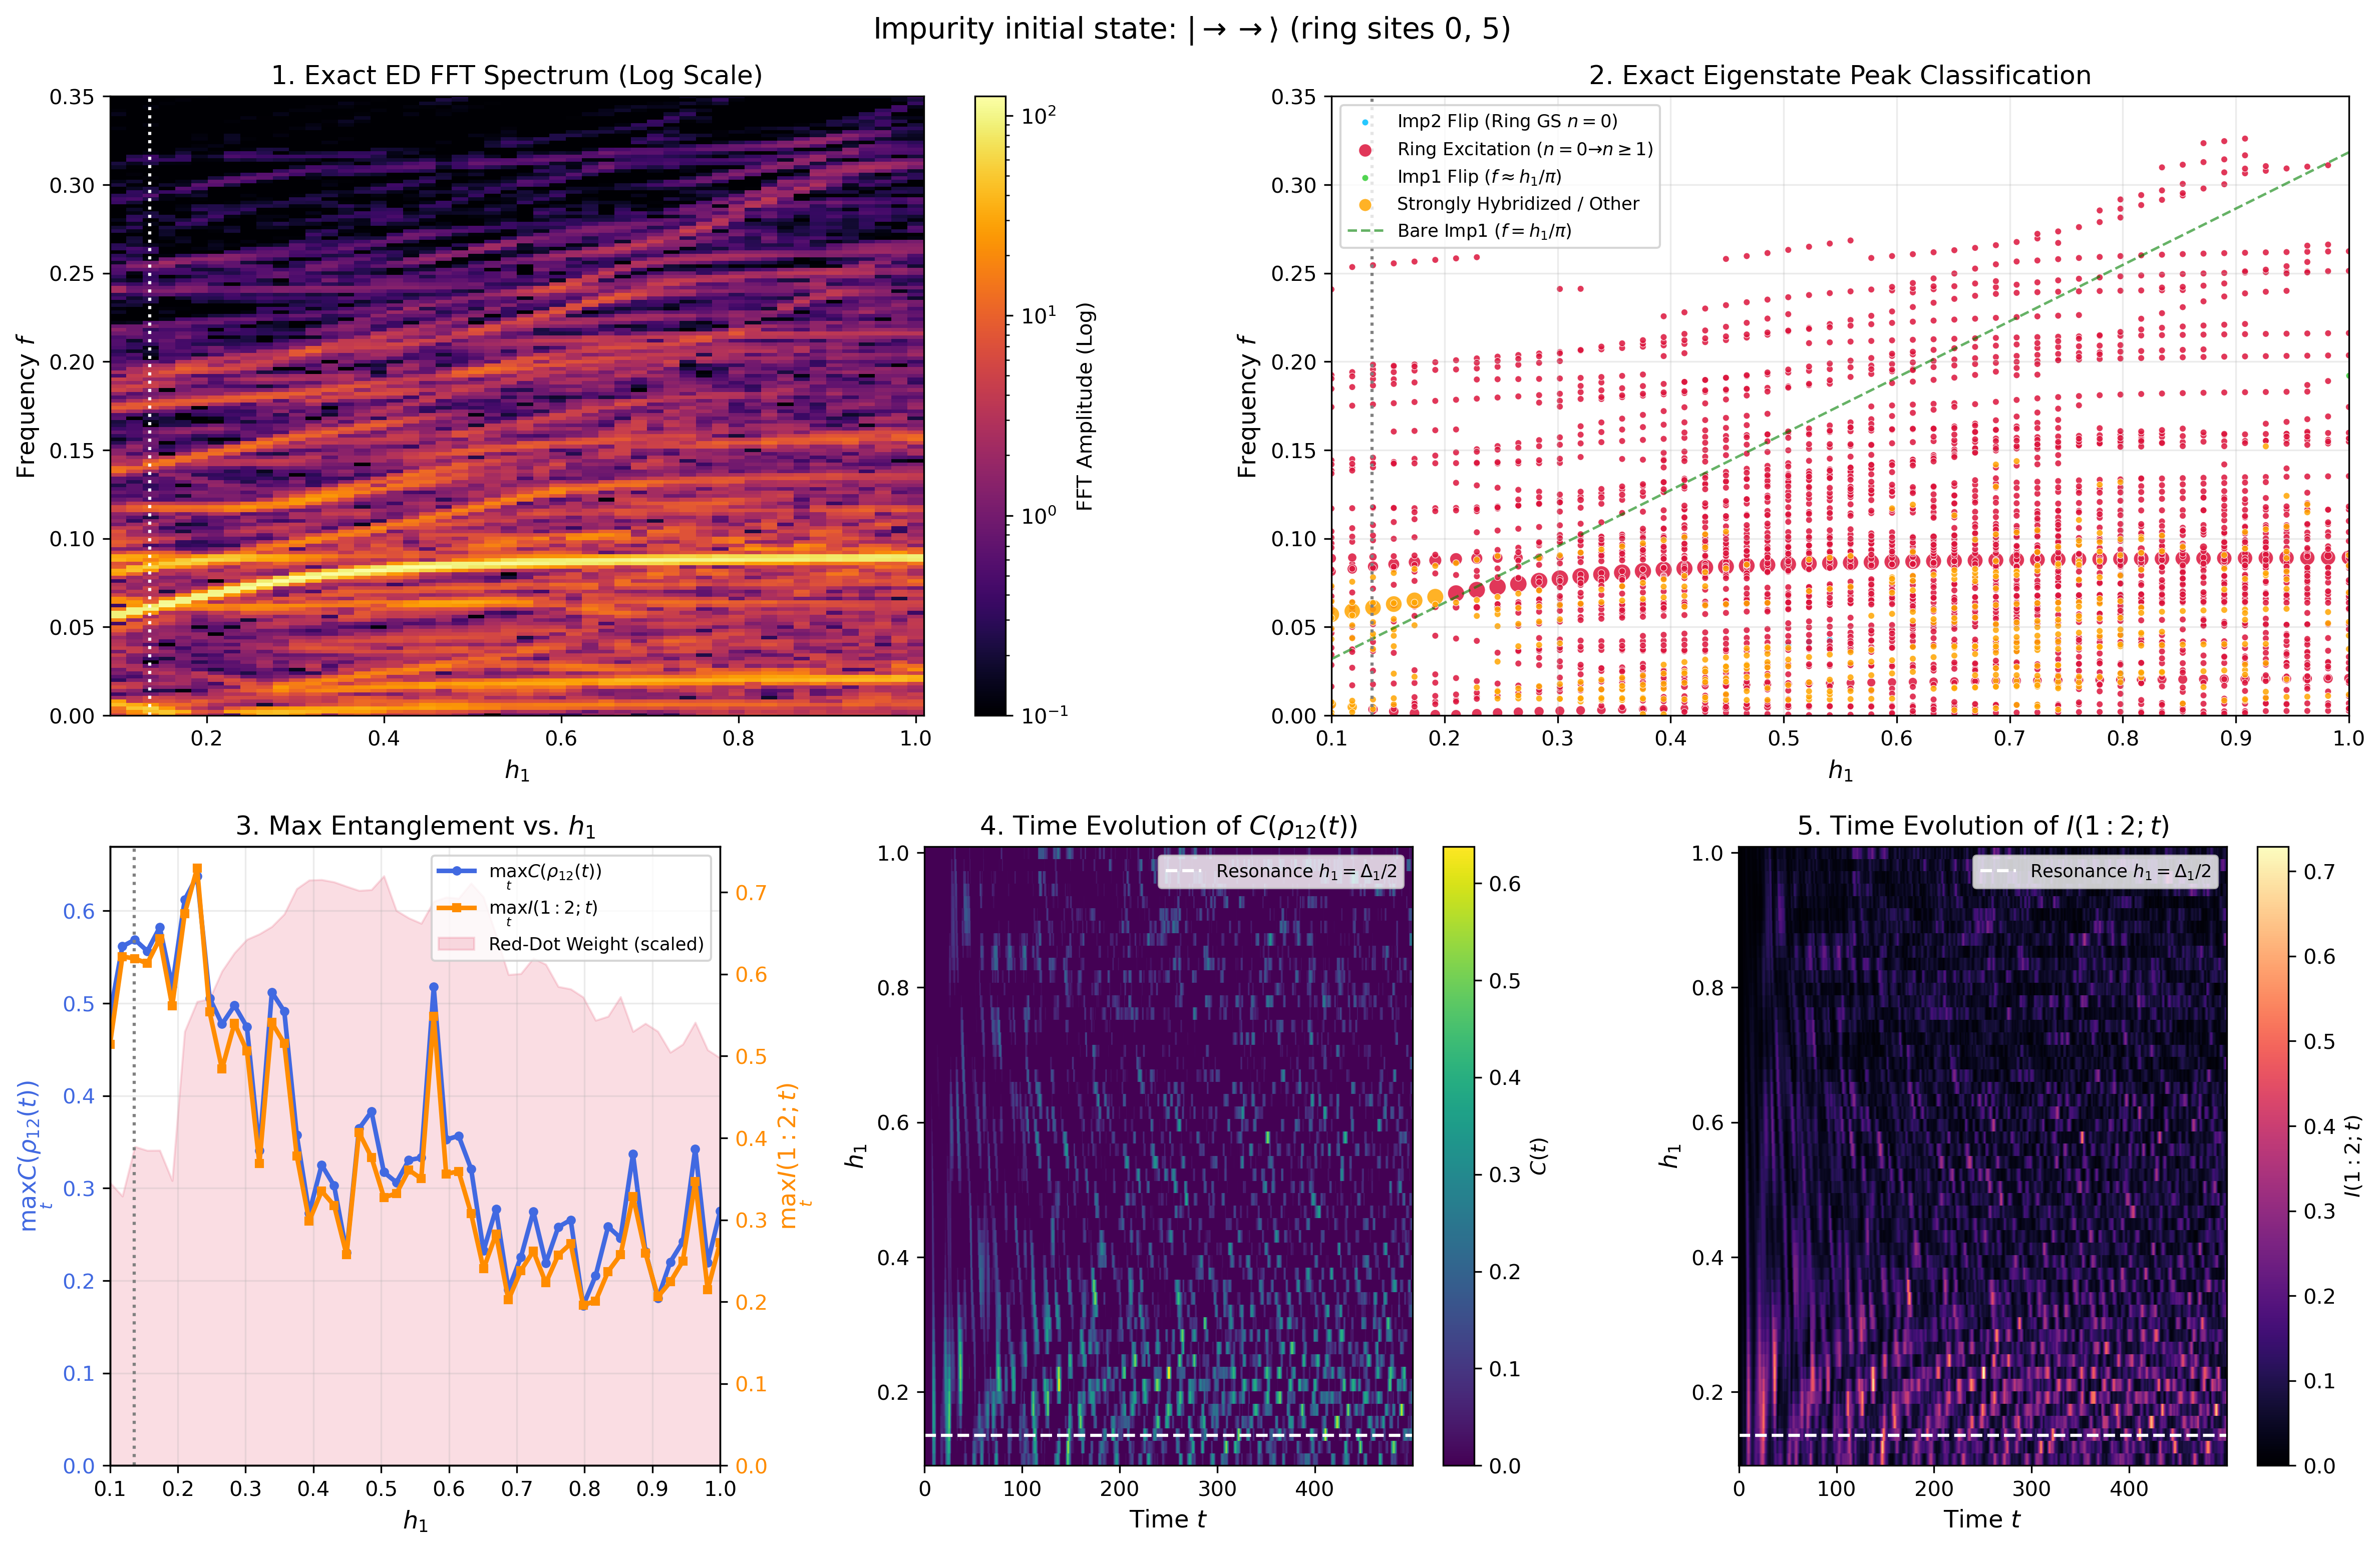 Impurity initial state: |→→⟩ (ring sites 0, 5)
1. Exact ED FFT Spectrum (Log Scale)
0.35
0.30
0.25
0.20
0.15
0.10
0.05
0.00
Frequency f
0.2 0.4 0.6 0.8 1.0
h₁
10²
10¹
10⁰
10⁻¹
FFT Amplitude (Log)
2. Exact Eigenstate Peak Classification
Imp2 Flip (Ring GS n = 0)
Ring Excitation (n = 0→n ≥ 1)
Imp1 Flip (f ≈ h₁/π)
Strongly Hybridized / Other
Bare Imp1 (f = h₁/π)
0.35
0.30
0.25
0.20
0.15
0.10
0.05
0.00
Frequency f
0.1 0.2 0.3 0.4 0.5 0.6 0.7 0.8 0.9 1.0
h₁
3. Max Entanglement vs. h₁
max C(ρ₁₂(t))
t
max I(1 : 2; t)
t
Red-Dot Weight (scaled)
0.6
0.5
0.4
0.3
0.2
0.1
0.0
max C(ρ₁₂(t))
t
0.1 0.2 0.3 0.4 0.5 0.6 0.7 0.8 0.9 1.0
h₁
0.7
0.6
0.5
0.4
0.3
0.2
0.1
0.0
max I(1 : 2; t)
t
4. Time Evolution of C(ρ₁₂(t))
Resonance h₁ = Δ₁/2
1.0
0.8
0.6
0.4
0.2
h₁
0 100 200 300 400
Time t
0.6
0.5
0.4
0.3
0.2
0.1
0.0
C(t)
5. Time Evolution of I(1 : 2; t)
Resonance h₁ = Δ₁/2
1.0
0.8
0.6
0.4
0.2
h₁
0 100 200 300 400
Time t
0.7
0.6
0.5
0.4
0.3
0.2
0.1
0.0
I(1 : 2; t)